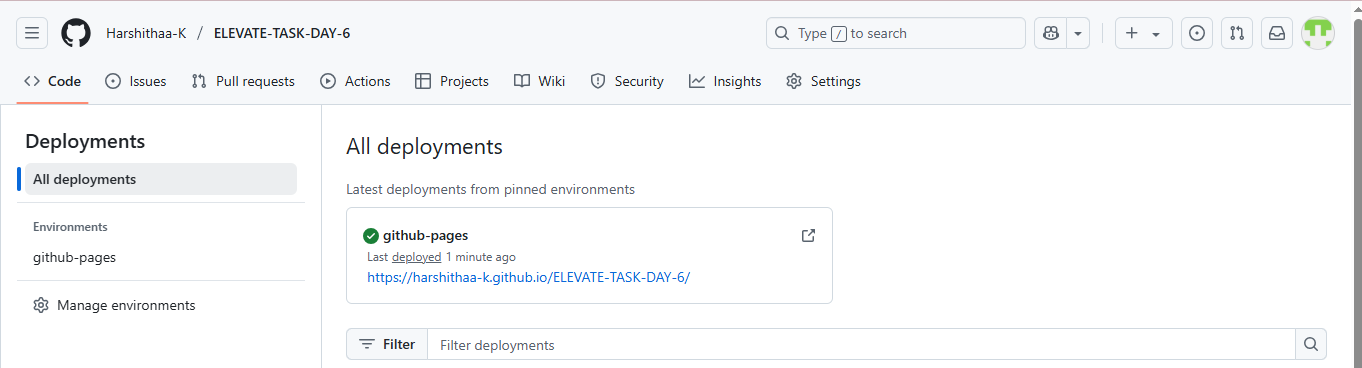 Harshithaa-K / ELEVATE-TASK-DAY-6
Type / to search
Code Issues Pull requests Actions Projects Wiki Security Insights Settings
Deployments
All deployments
Environments
github-pages
Manage environments
All deployments
Latest deployments from pinned environments
github-pages
Last deployed 1 minute ago
https://harshithaa-k.github.io/ELEVATE-TASK-DAY-6/
Filter Filter deployments